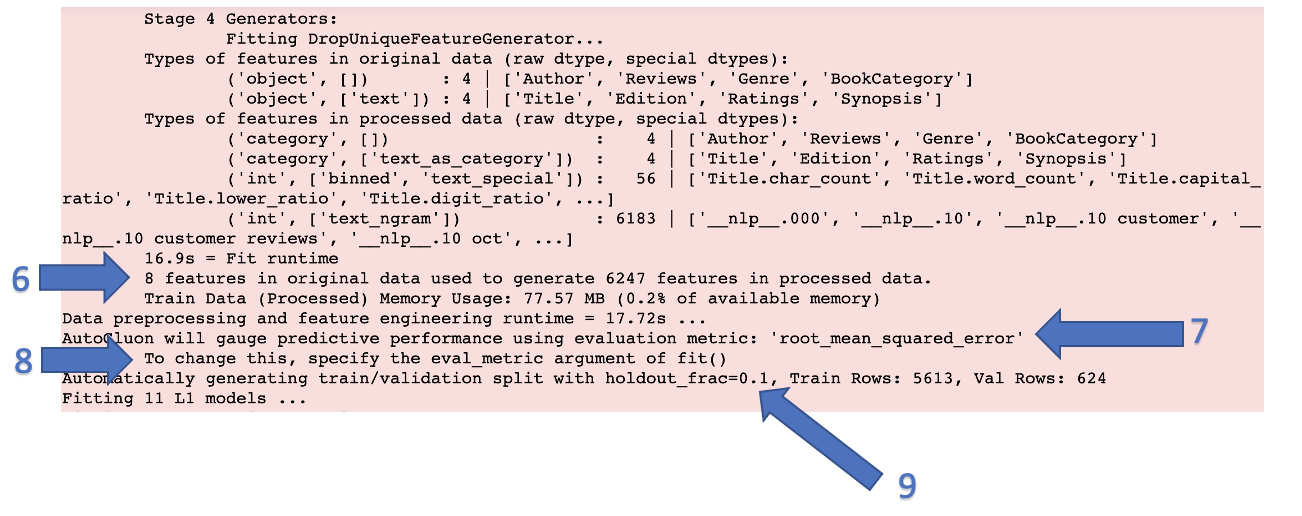 Stage 4 Generators:
Fitting DropUniqueFeatureGenerator...
Types of features in original data (raw dtype, special dtypes):
('object', []) : 4 | ['Author', 'Reviews', 'Genre', 'BookCategory']
('object', ['text']) : 4 | ['Title', 'Edition', 'Ratings', 'Synopsis']
Types of features in processed data (raw dtype, special dtypes):
('category', []) : 4 | ['Author', 'Reviews', 'Genre', 'BookCategory']
('category', ['text_as_category']) : 4 | ['Title', 'Edition', 'Ratings', 'Synopsis']
('int', ['binned', 'text_special']) : 56 | ['Title.char_count', 'Title.word_count', 'Title.capital_
ratio', 'Title.lower_ratio', 'Title.digit_ratio', ...]
('int', ['text_ngram']) : 6183 | ['__nlp__.000', '__nlp__.10', '__nlp__.10 customer', '__
nlp__.10 customer reviews', '__nlp__.10 oct', ...]
16.9s = Fit runtime
6
8 features in original data used to generate 6247 features in processed data.
Train Data (Processed) Memory Usage: 77.57 MB (0.2% of available memory)
Data preprocessing and feature engineering runtime = 17.72s ...
AutoGluon will gauge predictive performance using evaluation metric: 'root_mean_squared_error'
7
8
To change this, specify the eval_metric argument of fit()
Automatically generating train/validation split with holdout_frac=0.1, Train Rows: 5613, Val Rows: 624
Fitting 11 L1 models ...
9